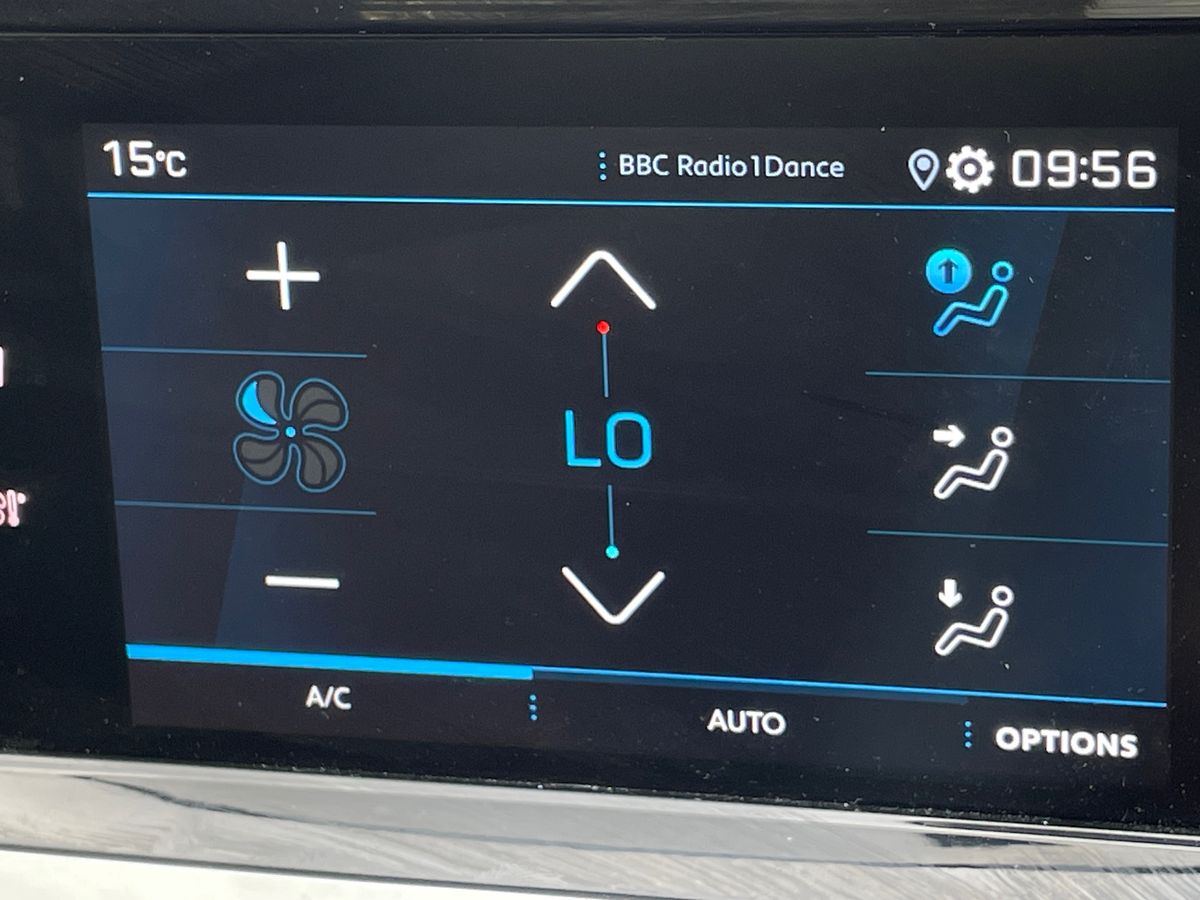 15°C
BBC Radio1Dance
09:56
LO
A/C
AUTO
OPTIONS